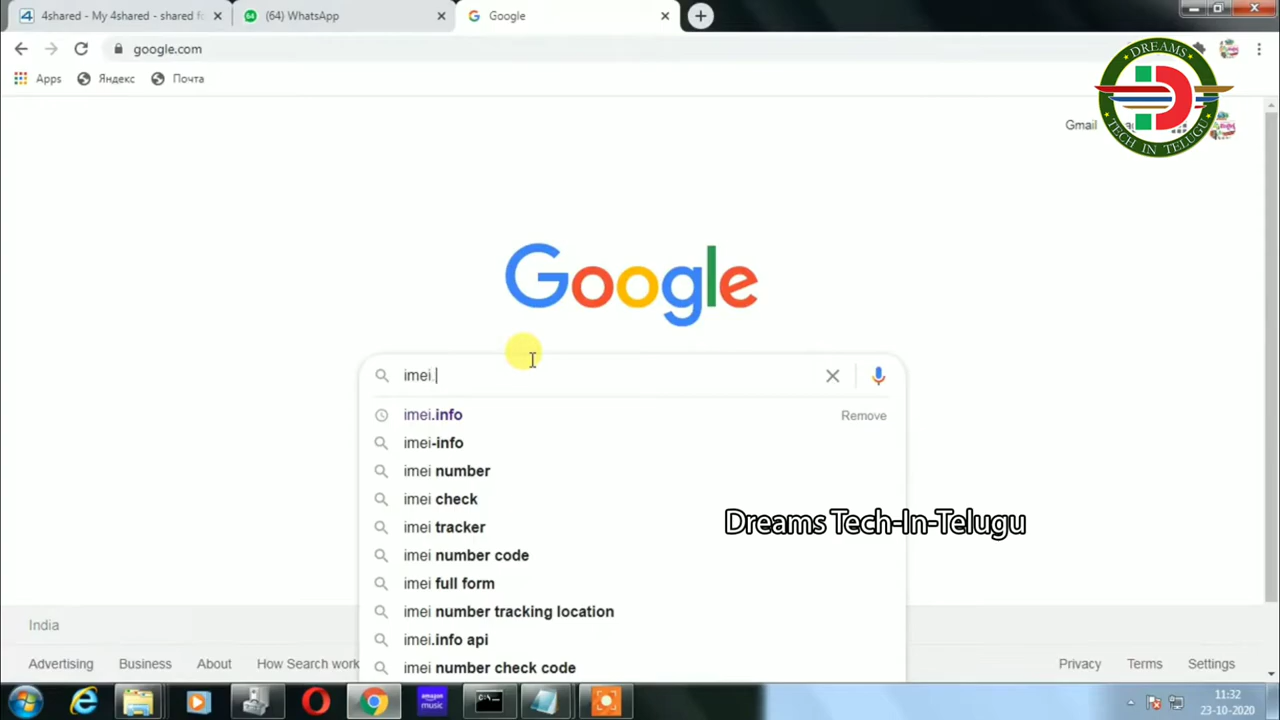 4shared - My 4shared - shared fo
(64) WhatsApp
Google
google.com
Apps
Яндекс
Почта
DREAMS
TECH IN TELUGU
Gmail
Google
imei
imei.info
Remove
imei-info
imei number
imei check
imei tracker
Dreams Tech-In-Telugu
imei number code
imei full form
imei number tracking location
India
imei.info api
Advertising
Business
About
How Search work
imei number check code
Privacy
Terms
Settings
amazon
music
11:32
23-10-2020